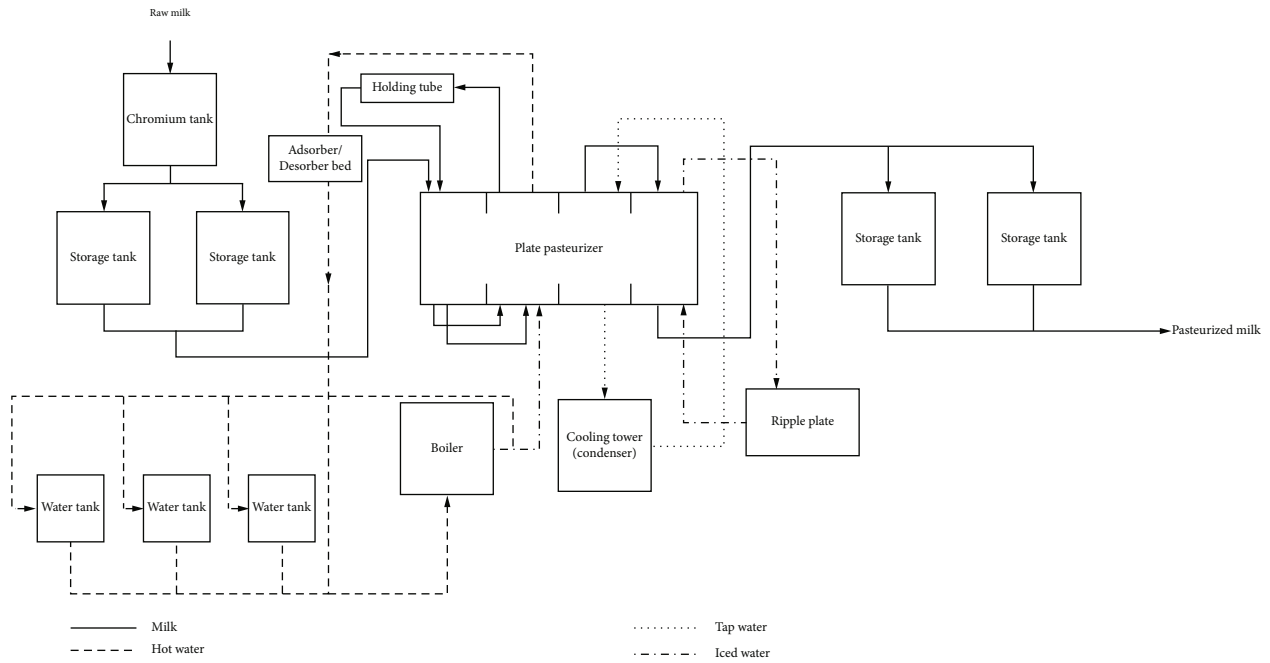 Raw milk
Chromium tank
Holding tube
Adsorber/
Desorber bed
Storage tank
Storage tank
Plate pasteurizer
Storage tank
Storage tank
Pasteurized milk
Boiler
Cooling tower
(condenser)
Ripple plate
Water tank
Water tank
Water tank
Milk
Hot water
Tap water
Iced water